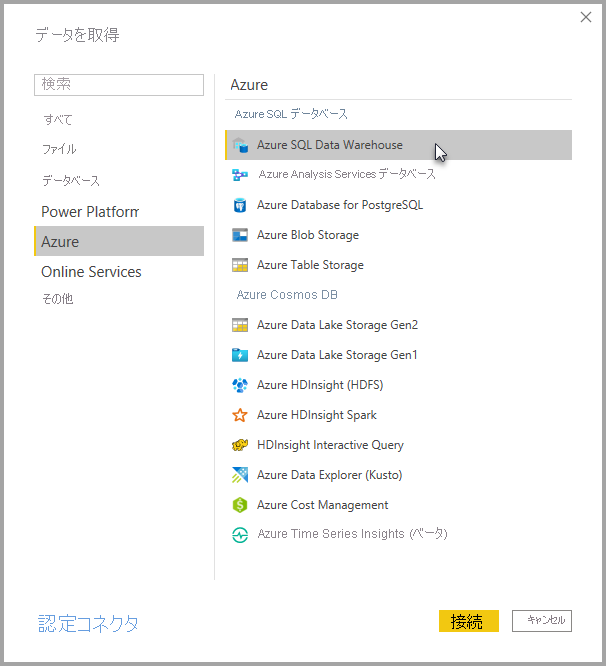 データを取得
検索
すべて
ファイル
データベース
Power Platform
Azure
Online Services
その他
Azure
Azure SQL データベース
Azure SQL Data Warehouse
Azure Analysis Services データベース
Azure Database for PostgreSQL
Azure Blob Storage
Azure Table Storage
Azure Cosmos DB
Azure Data Lake Storage Gen2
Azure Data Lake Storage Gen1
Azure HDInsight (HDFS)
Azure HDInsight Spark
HDInsight Interactive Query
Azure Data Explorer (Kusto)
Azure Cost Management
Azure Time Series Insights (ベータ)
認定コネクタ
接続
キャンセル